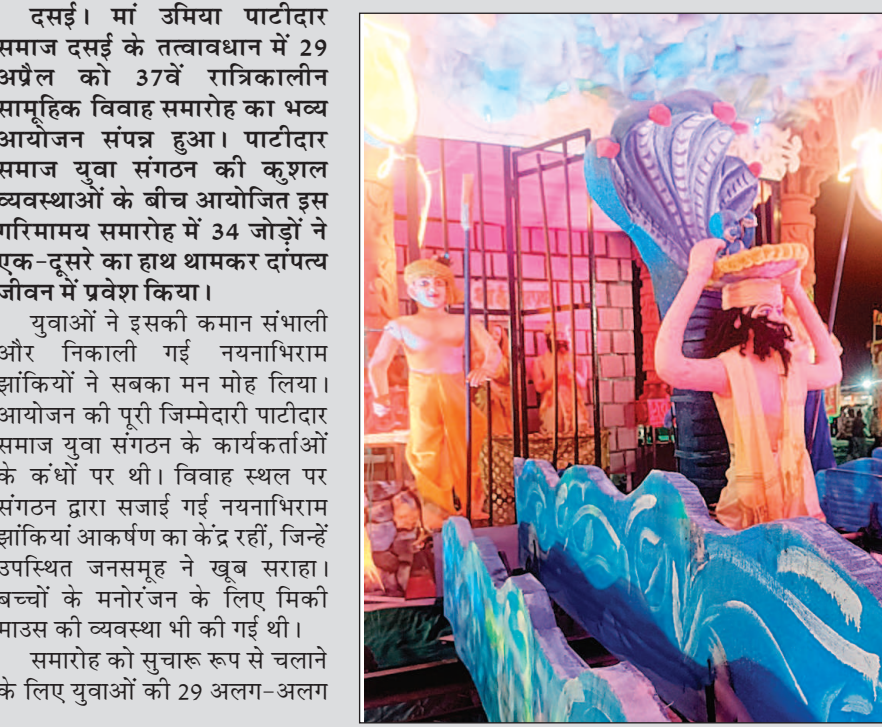 दसई। मां उमिया पाटीदार
समाज दसई के तत्वावधान में 29
अप्रैल को 37वें रात्रिकालीन
सामूहिक विवाह समारोह का भव्य
आयोजन संपन्न हुआ। पाटीदार
समाज युवा संगठन की कुशल
व्यवस्थाओं के बीच आयोजित इस
गरिमामय समारोह में 34 जोड़ों ने
एक-दूसरे का हाथ थामकर दांपत्य
जीवन में प्रवेश किया।
युवाओं ने इसकी कमान संभाली
और निकाली गई नयनाभिराम
झांकियों ने सबका मन मोह लिया।
आयोजन की पूरी जिम्मेदारी पाटीदार
समाज युवा संगठन के कार्यकर्ताओं
के कंधों पर थी। विवाह स्थल पर
संगठन द्वारा सजाई गई नयनाभिराम
झांकियां आकर्षण का केंद्र रहीं, जिन्हें
उपस्थित जनसमूह ने खूब सराहा।
बच्चों के मनोरंजन के लिए मिकी
माउस की व्यवस्था भी की गई थी।
समारोह को सुचारू रूप से चलाने
के लिए युवाओं की 29 अलग-अलग